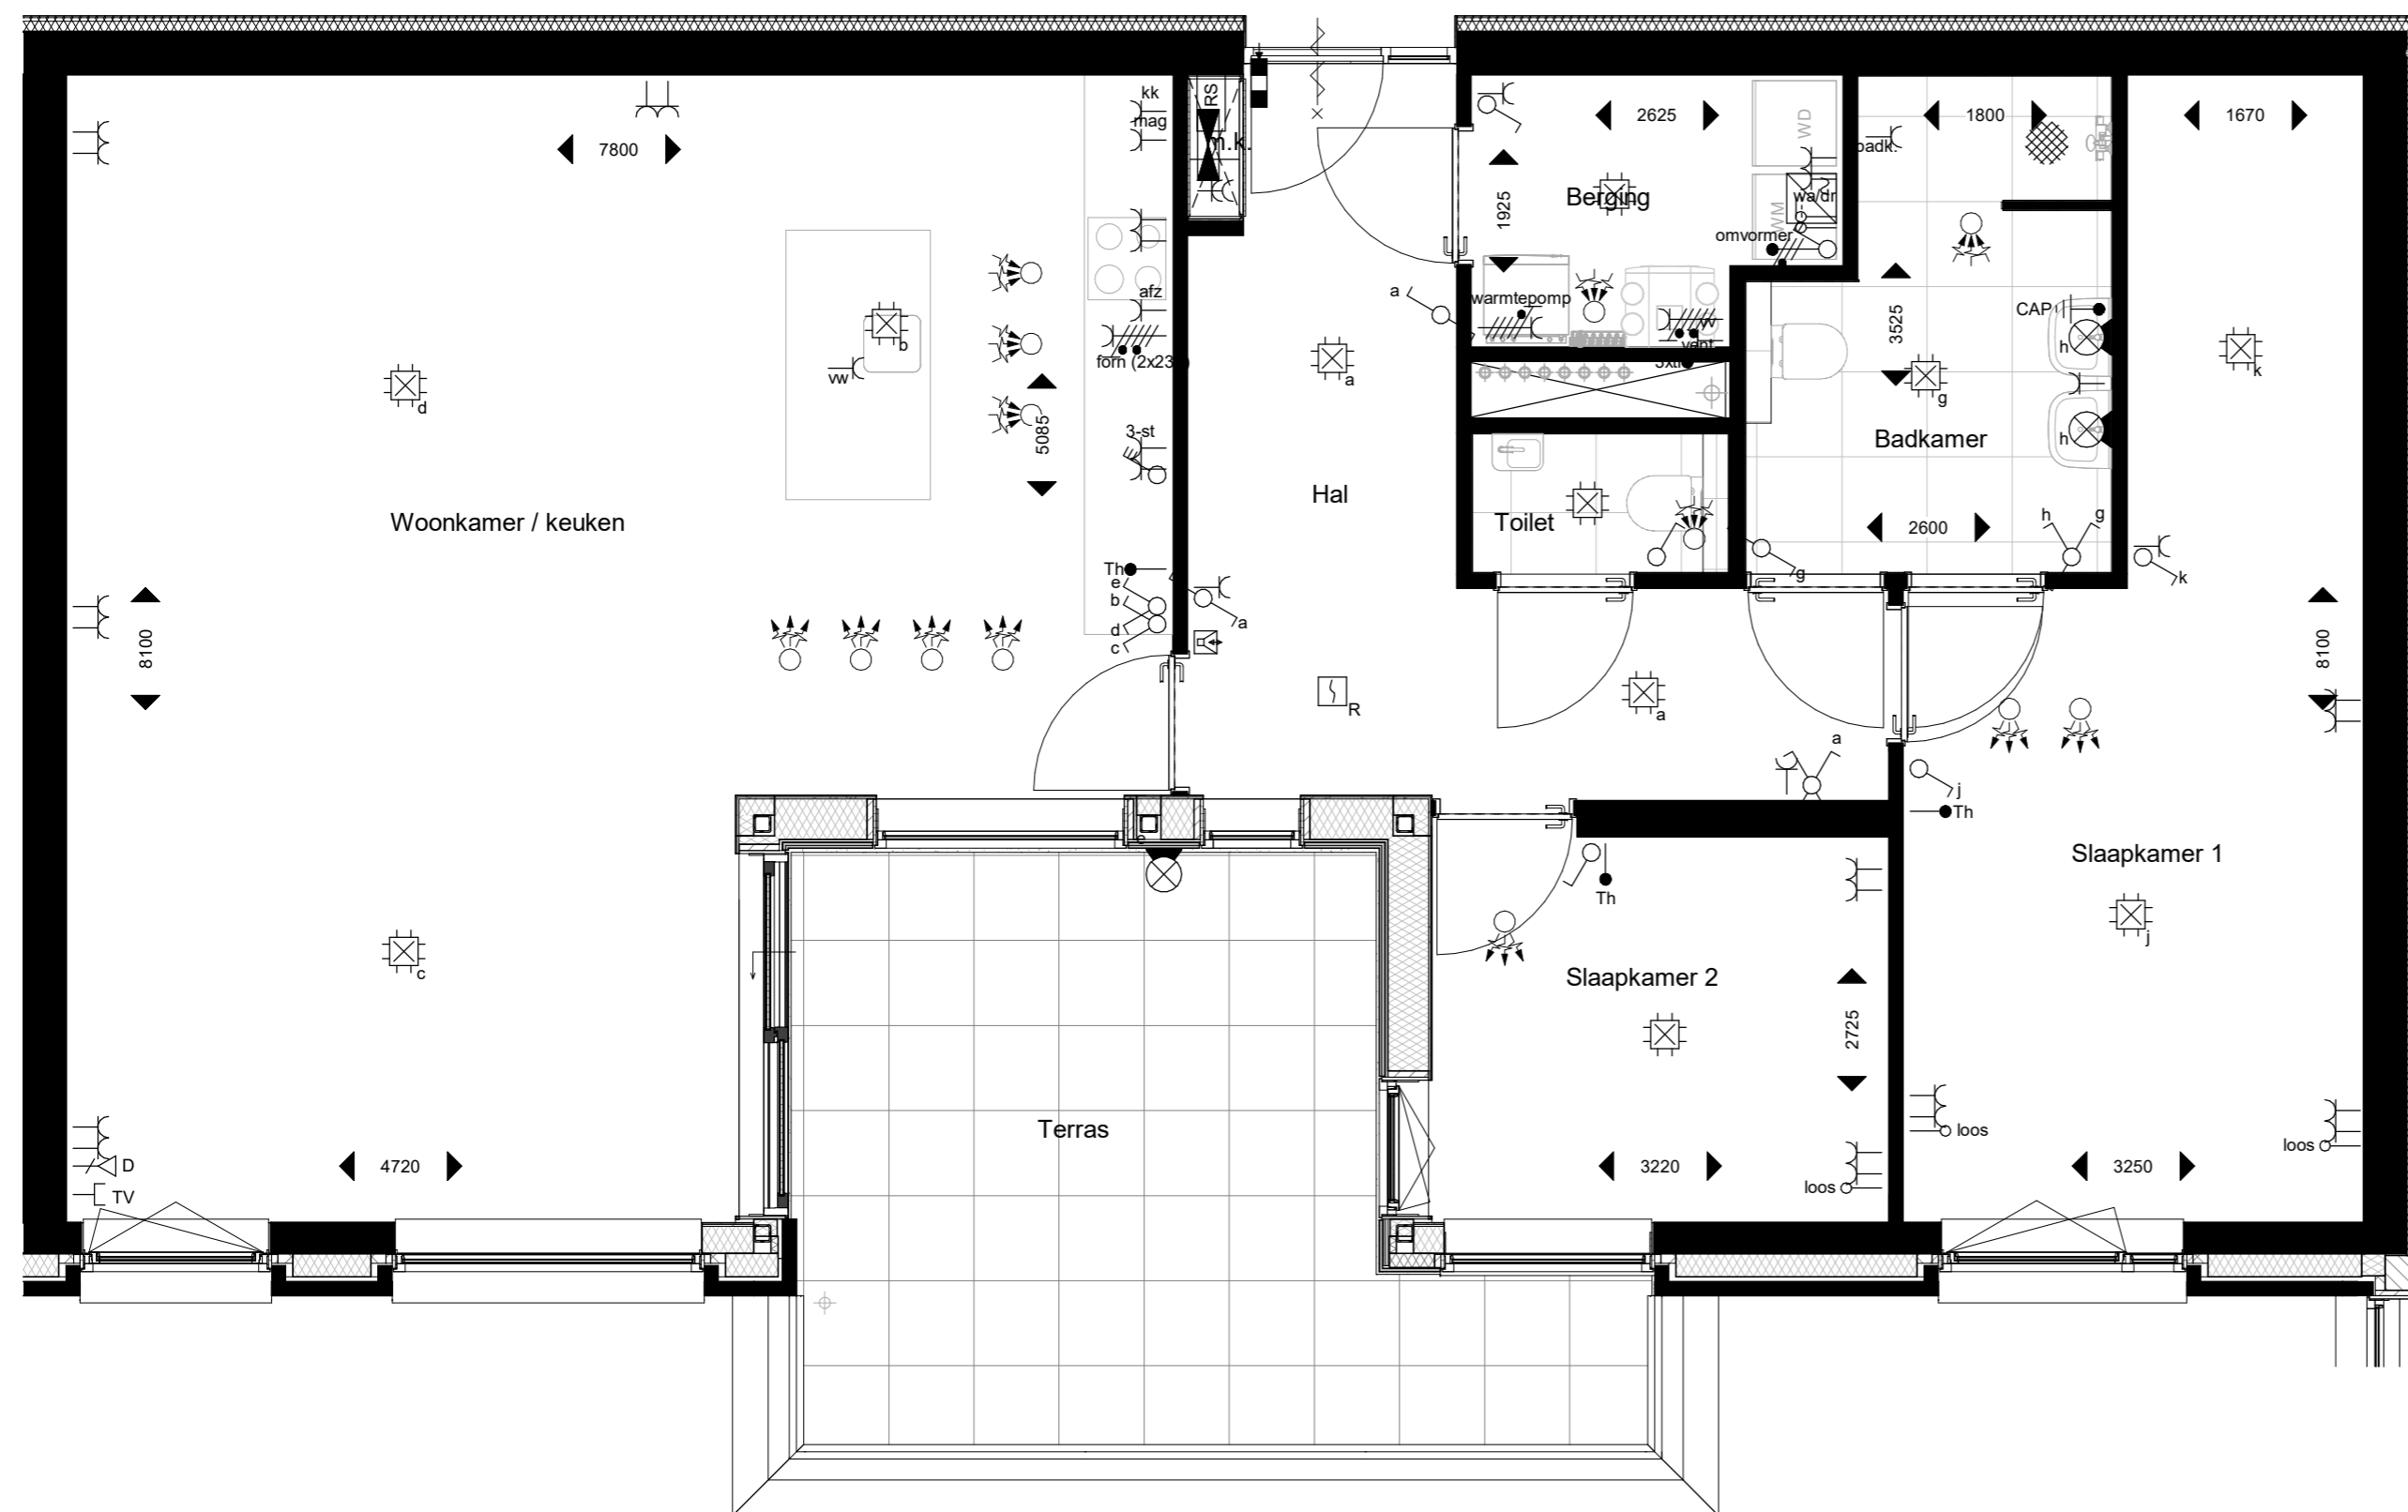 kk
mag
7800
RS
m.k.
2625
WD
1800
1670
badk.
1925
Berging
wa/dr
WM
omvormer
afz
a
warmtepomp
CAP
3525
h
b
vw
a
g
k
d
5085
3-st
h
Badkamer
Hal
Woonkamer / keuken
Toilet
2600
h
g
Th
e
b
d
c
a
g
k
8100
8100
R
a
a
j
Th
c
Th
Slaapkamer 1
j
c
Slaapkamer 2
2725
Terras
loos
loos
D
4720
3220
3250
TV
loos